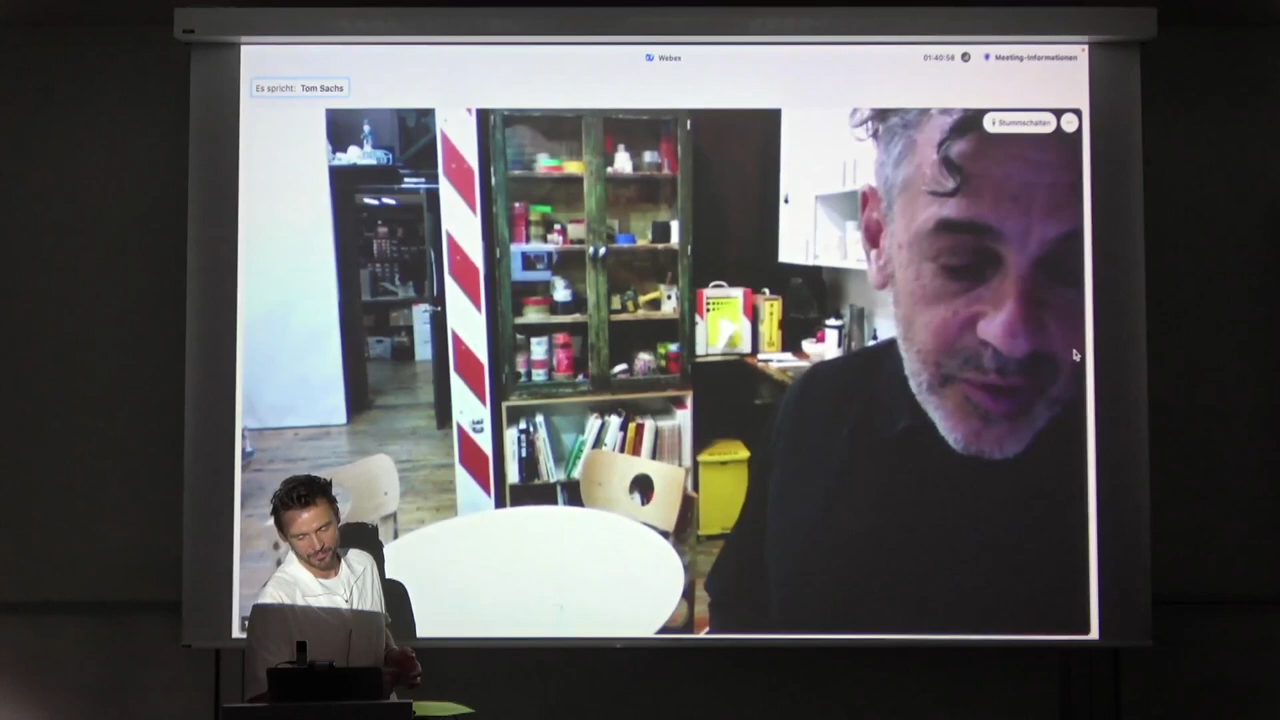 Webex
01:40:58
Meeting-Informationen
Es spricht: Tom Sachs
Stummschalten